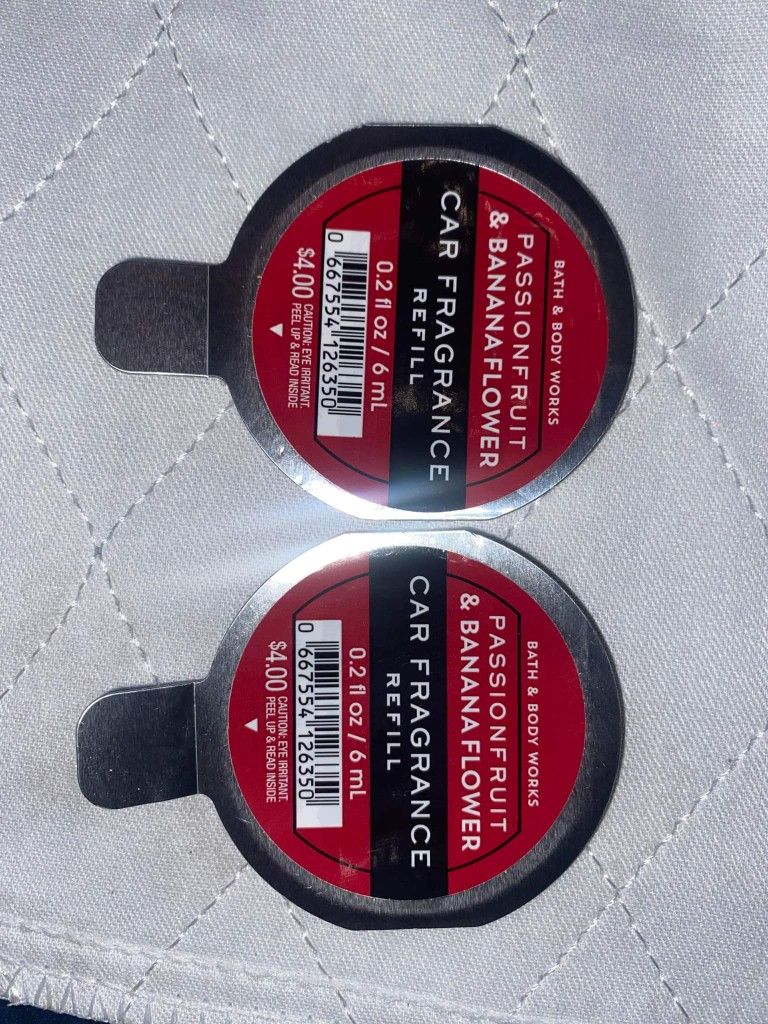 BATH & BODY WORKS
PASSIONFRUIT
& BANANA FLOWER
CAR FRAGRANCE
REFILL
0.2 fl oz / 6 mL
0 667554 126350
$4.00
CAUTION: EYE IRRITANT.
PEEL UP & READ INSIDE
BATH & BODY WORKS
PASSIONFRUIT
& BANANA FLOWER
CAR FRAGRANCE
REFILL
0.2 fl oz / 6 mL
0 667554 126350
$4.00
CAUTION: EYE IRRITANT.
PEEL UP & READ INSIDE